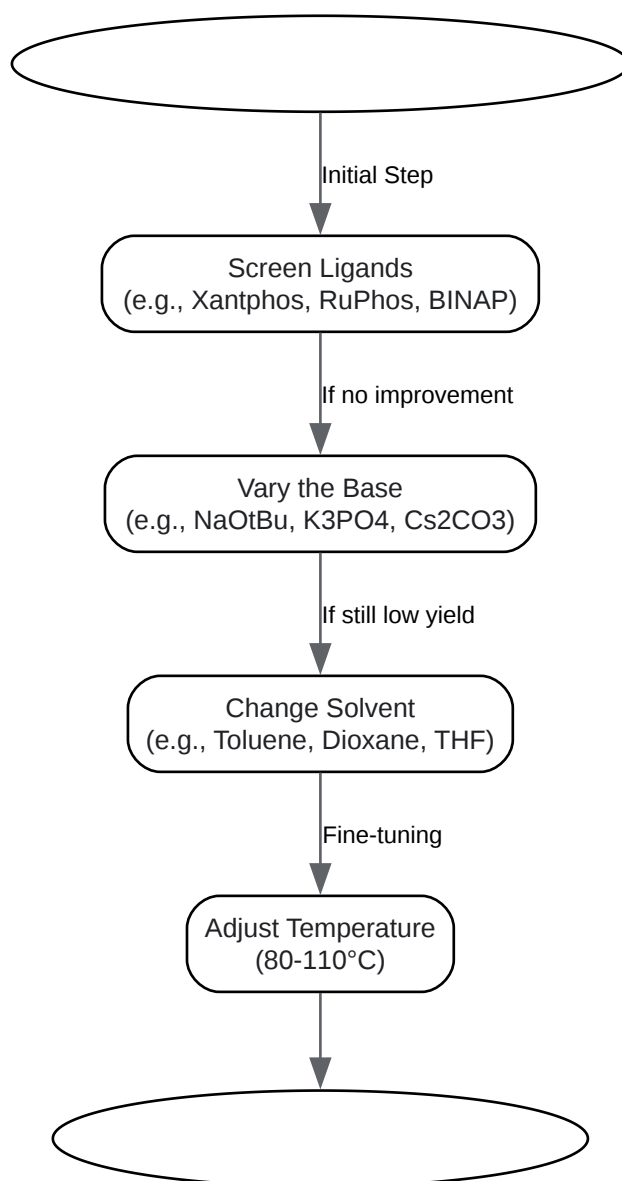 Initial Step
Screen Ligands
(e.g., Xantphos, RuPhos, BINAP)
If no improvement
Vary the Base
(e.g., NaOtBu, K3PO4, Cs2CO3)
If still low yield
Change Solvent
(e.g., Toluene, Dioxane, THF)
Fine-tuning
Adjust Temperature
(80-110°C)